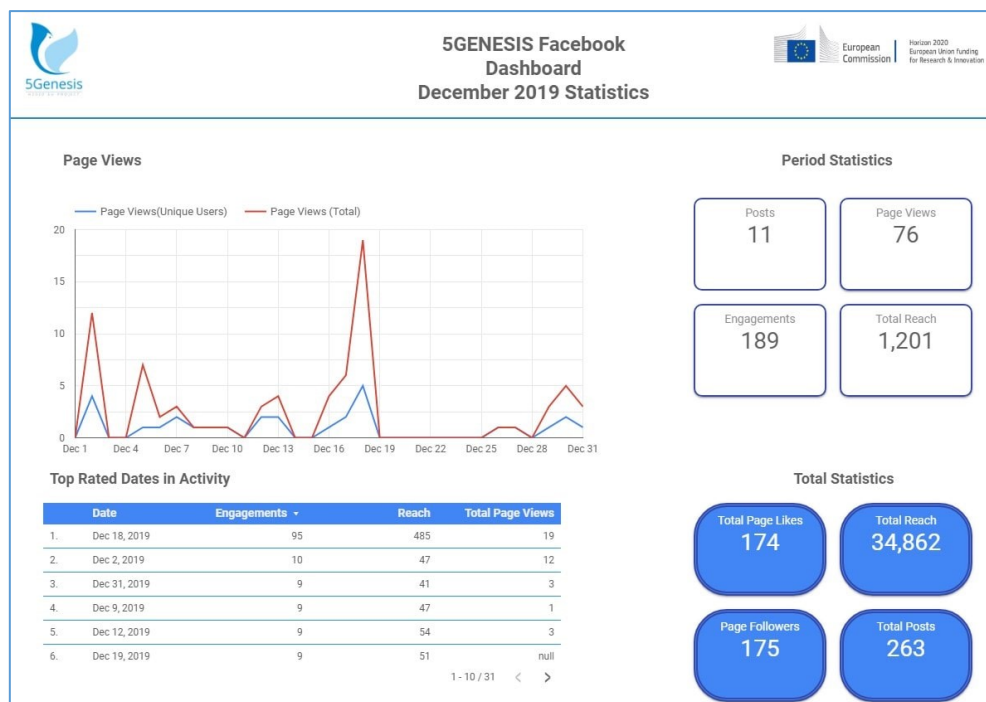 5GENESIS Facebook
Dashboard
December 2019 Statistics
5Genesis
European
Commission
Horizon 2020
European Union funding
for Research & Innovation
Page Views
Page Views(Unique Users) Page Views (Total)
20
15
10
5
0
Dec 1 Dec 4 Dec 7 Dec 10 Dec 13 Dec 16 Dec 19 Dec 22 Dec 25 Dec 28 Dec 31
Period Statistics
Posts
11
Page Views
76
Engagements
189
Total Reach
1,201
Top Rated Dates in Activity
Date Engagements Reach Total Page Views
1. Dec 18, 2019 95 485 19
2. Dec 2, 2019 10 47 12
3. Dec 31, 2019 9 41 3
4. Dec 9, 2019 9 47 1
5. Dec 12, 2019 9 54 3
6. Dec 19, 2019 9 51 null
1 - 10 / 31
Total Statistics
Total Page Likes
174
Total Reach
34,862
Page Followers
175
Total Posts
263